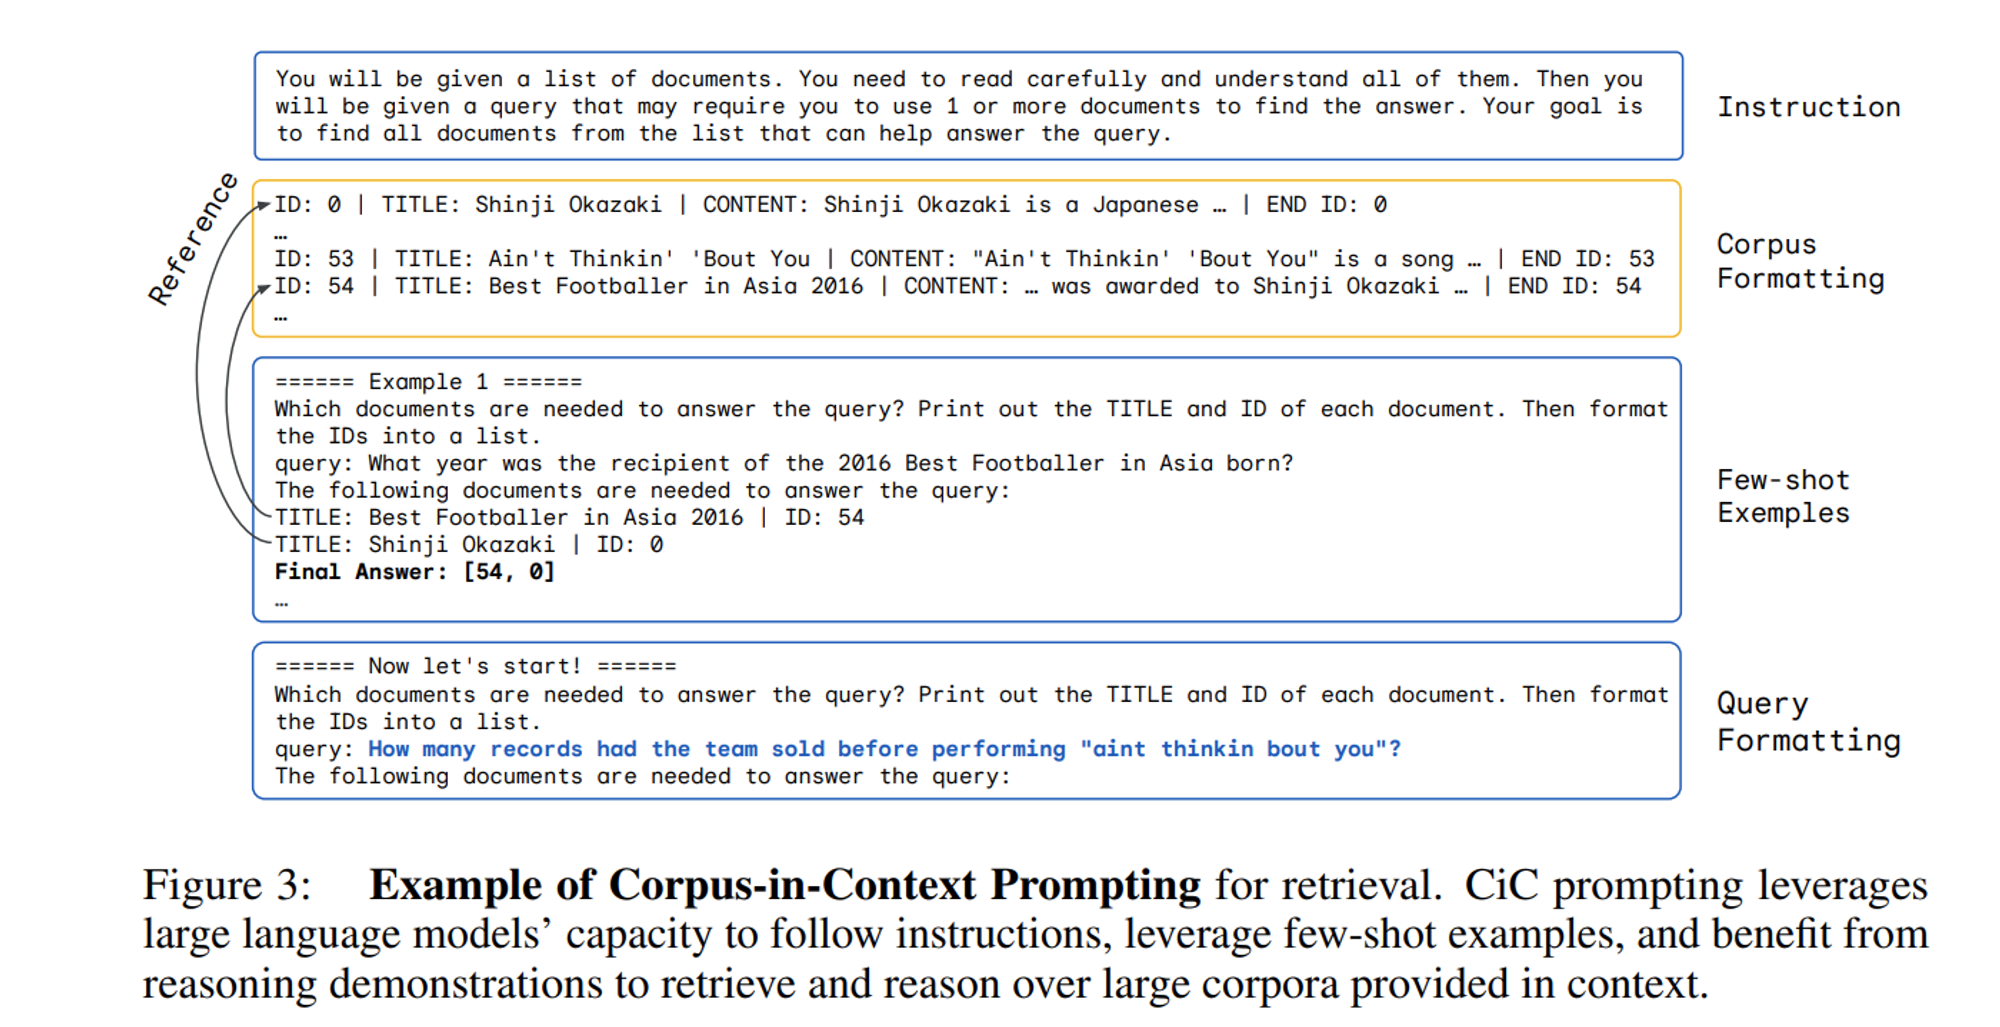 You will be given a list of documents. You need to read carefully and understand all of them. Then you
will be given a query that may require you to use 1 or more documents to find the answer. Your goal is
to find all documents from the list that can help answer the query.
Instruction
Reference
ID: 0 | TITLE: Shinji Okazaki | CONTENT: Shinji Okazaki is a Japanese … | END ID: 0
…
ID: 53 | TITLE: Ain't Thinkin' 'Bout You | CONTENT: "Ain't Thinkin' 'Bout You" is a song … | END ID: 53
ID: 54 | TITLE: Best Footballer in Asia 2016 | CONTENT: … was awarded to Shinji Okazaki … | END ID: 54
…
Corpus
Formatting
====== Example 1 ======
Which documents are needed to answer the query? Print out the TITLE and ID of each document. Then format
the IDs into a list.
query: What year was the recipient of the 2016 Best Footballer in Asia born?
The following documents are needed to answer the query:
TITLE: Best Footballer in Asia 2016 | ID: 54
TITLE: Shinji Okazaki | ID: 0
Final Answer: [54, 0]
…
Few-shot
Exemples
====== Now let's start! ======
Which documents are needed to answer the query? Print out the TITLE and ID of each document. Then format
the IDs into a list.
query: How many records had the team sold before performing "aint thinkin bout you"?
The following documents are needed to answer the query:
Query
Formatting
Figure 3: Example of Corpus-in-Context Prompting for retrieval. CiC prompting leverages
large language models’ capacity to follow instructions, leverage few-shot examples, and benefit from
reasoning demonstrations to retrieve and reason over large corpora provided in context.